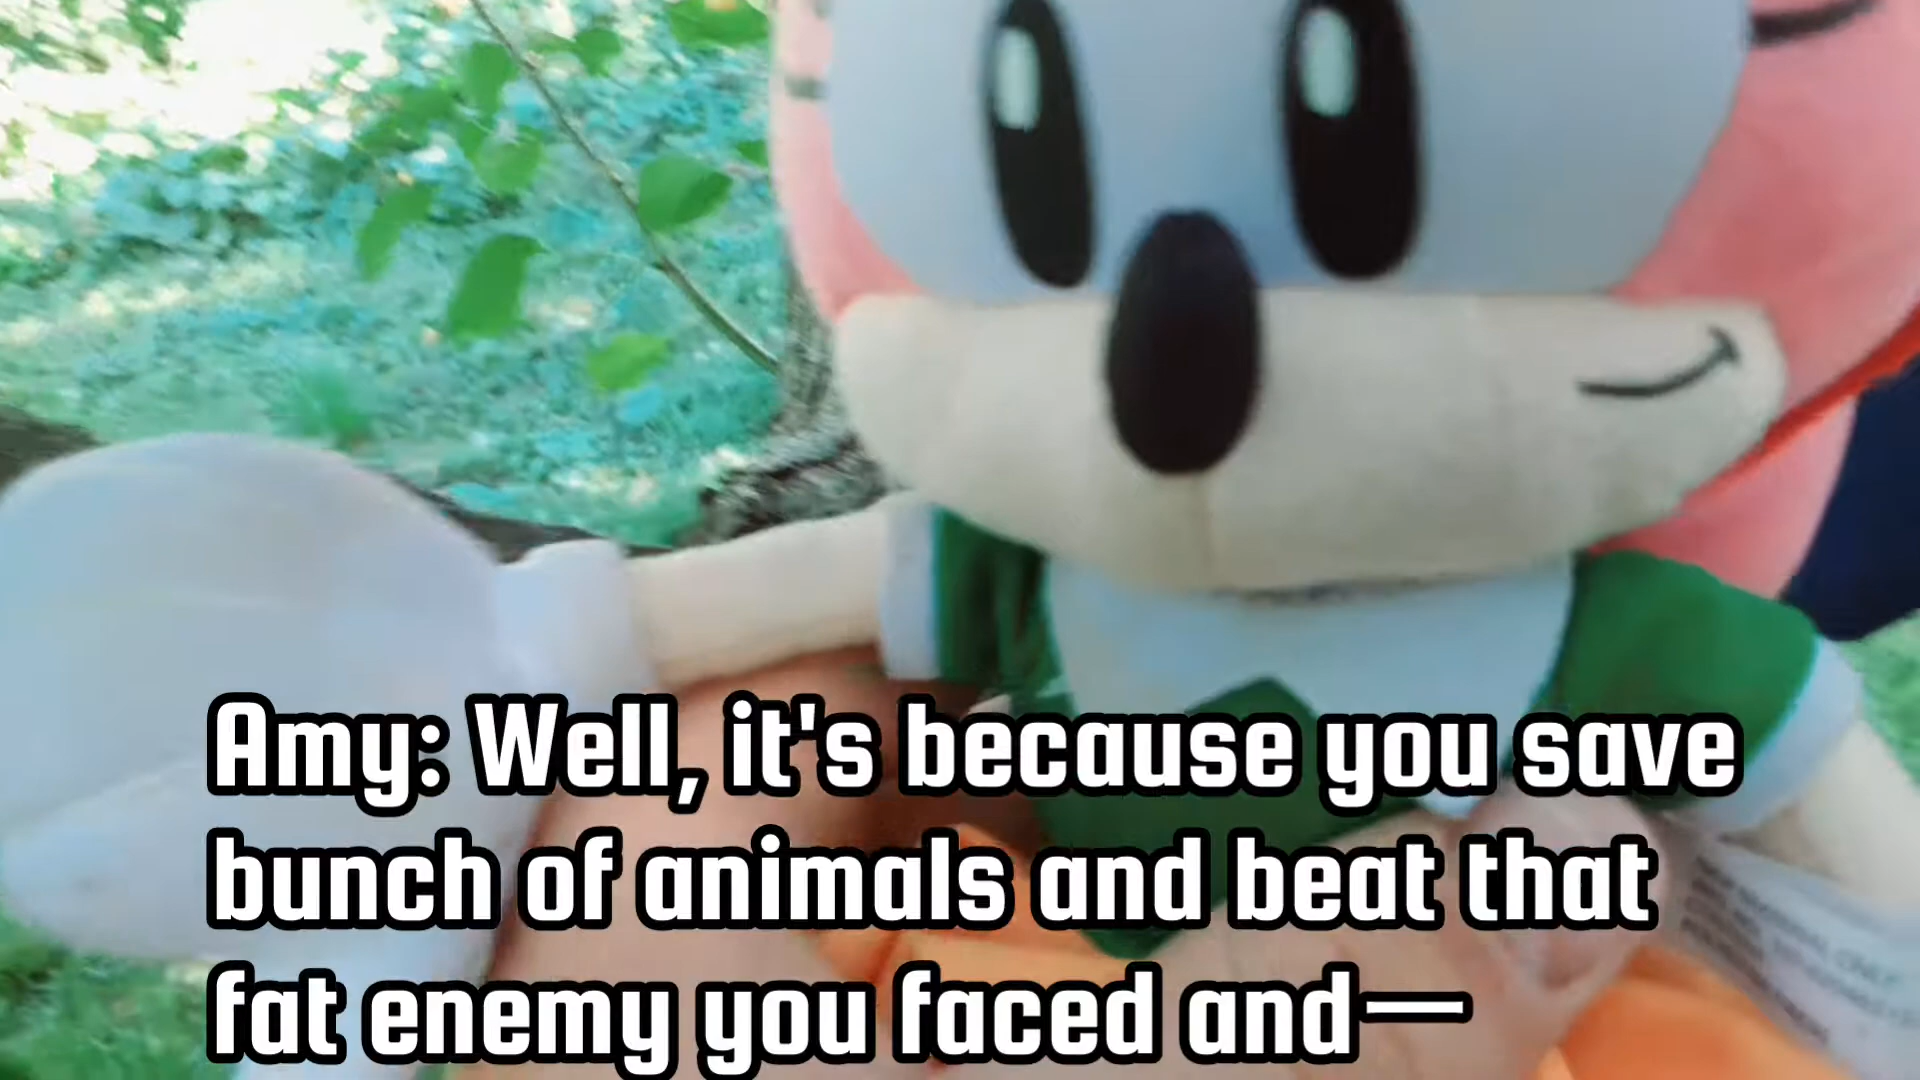 Amy: Well, it's because you save
bunch of animals and beat that
fat enemy you faced and—